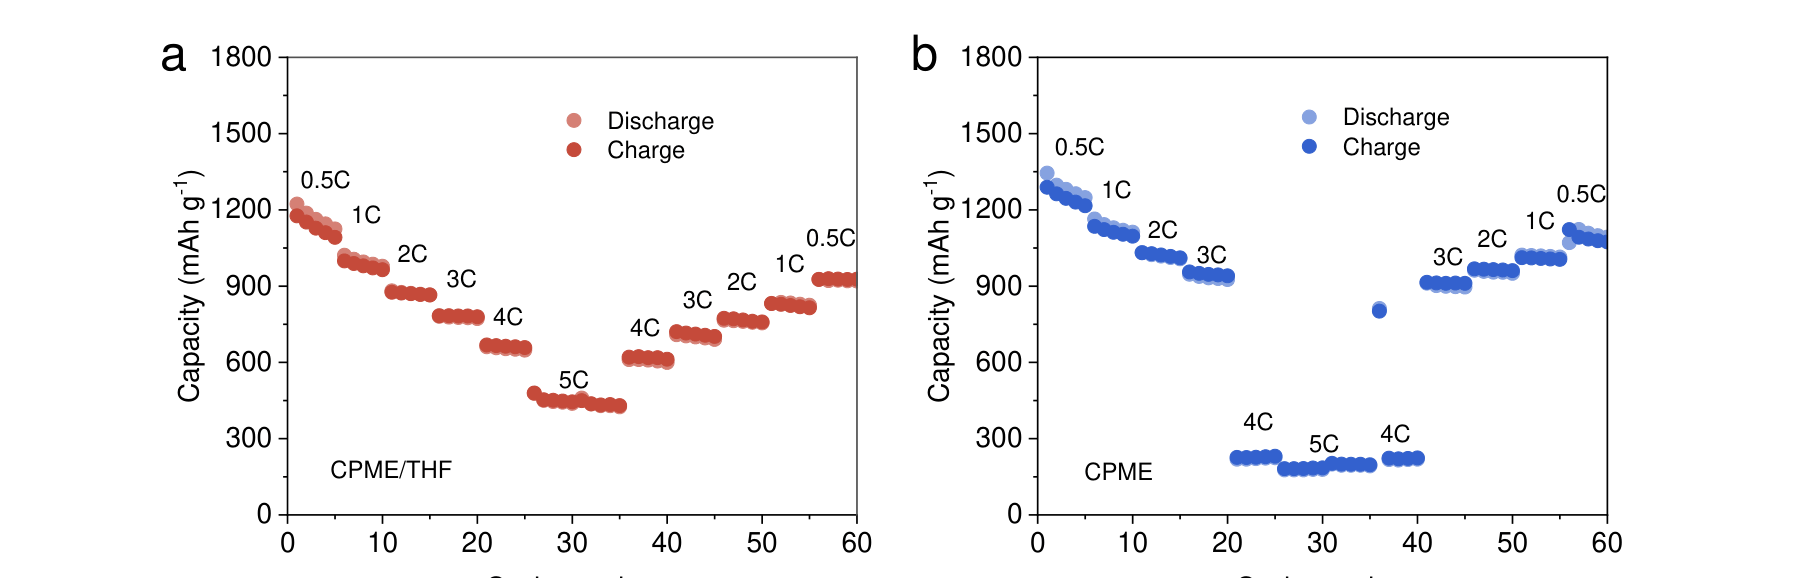 a
1800
1500
1200
900
600
300
0
Capacity (mAh g-1)
Discharge
Charge
0.5C
1C
2C
3C
4C
5C
4C
3C
2C
1C
0.5C
CPME/THF
0 10 20 30 40 50 60
b
1800
1500
1200
900
600
300
0
Capacity (mAh g-1)
Discharge
Charge
0.5C
1C
2C
3C
4C
5C
4C
3C
2C
1C
0.5C
CPME
0 10 20 30 40 50 60